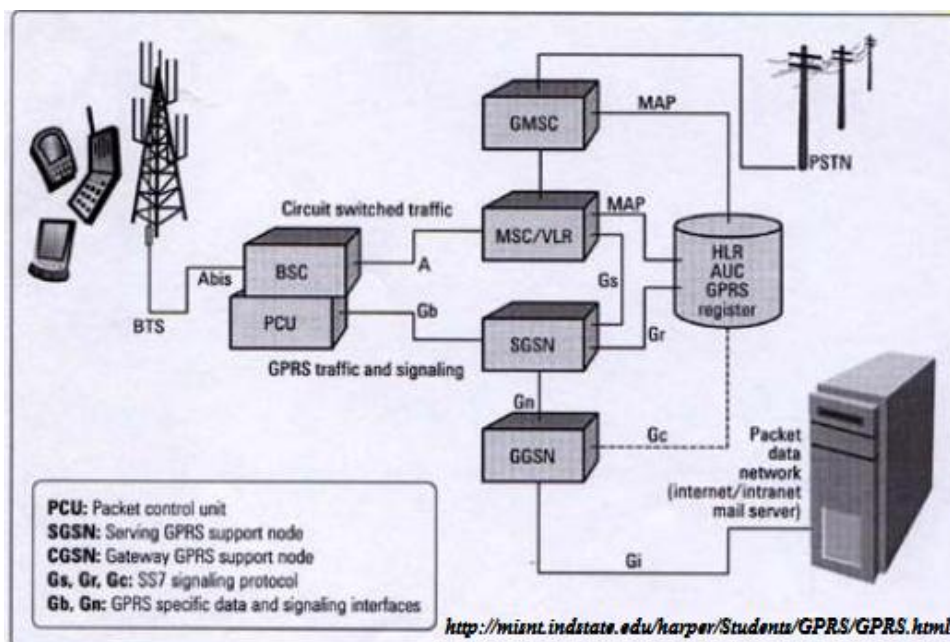 GMSC
MAP
PSTN
Circuit switched traffic
MSC/VLR
MAP
HLR
AUC
GPRS
register
BSC
A
Abis
Gs
BTS
PCU
Gb
SGSN
Gr
GPRS traffic and signaling
Gn
GGSN
Gc
Packet
data
network
(internet/intranet
mail server)
Gi
PCU: Packet control unit
SGSN: Serving GPRS support node
CGSN: Gateway GPRS support node
Gs, Gr, Gc: SS7 signaling protocol
Gb, Gn: GPRS specific data and signaling interfaces
http://misnt.indstate.edu/harper/Students/GPRS/GPRS.html